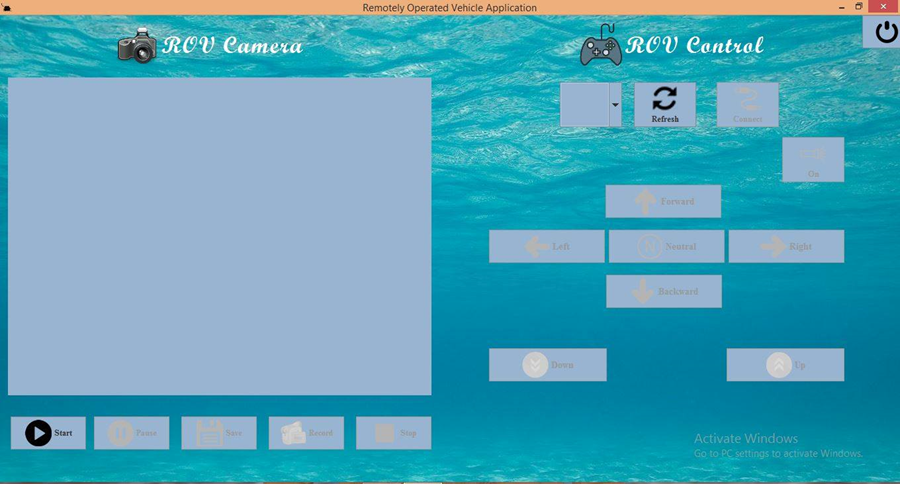 Remotely Operated Vehicle Application
ROV Camera
ROV Control
Refresh
Connect
On
Forward
Left
Neutral
Right
Backward
Down
Up
Start
Pause
Save
Record
Stop
Activate Windows
Go to PC settings to activate Windows.